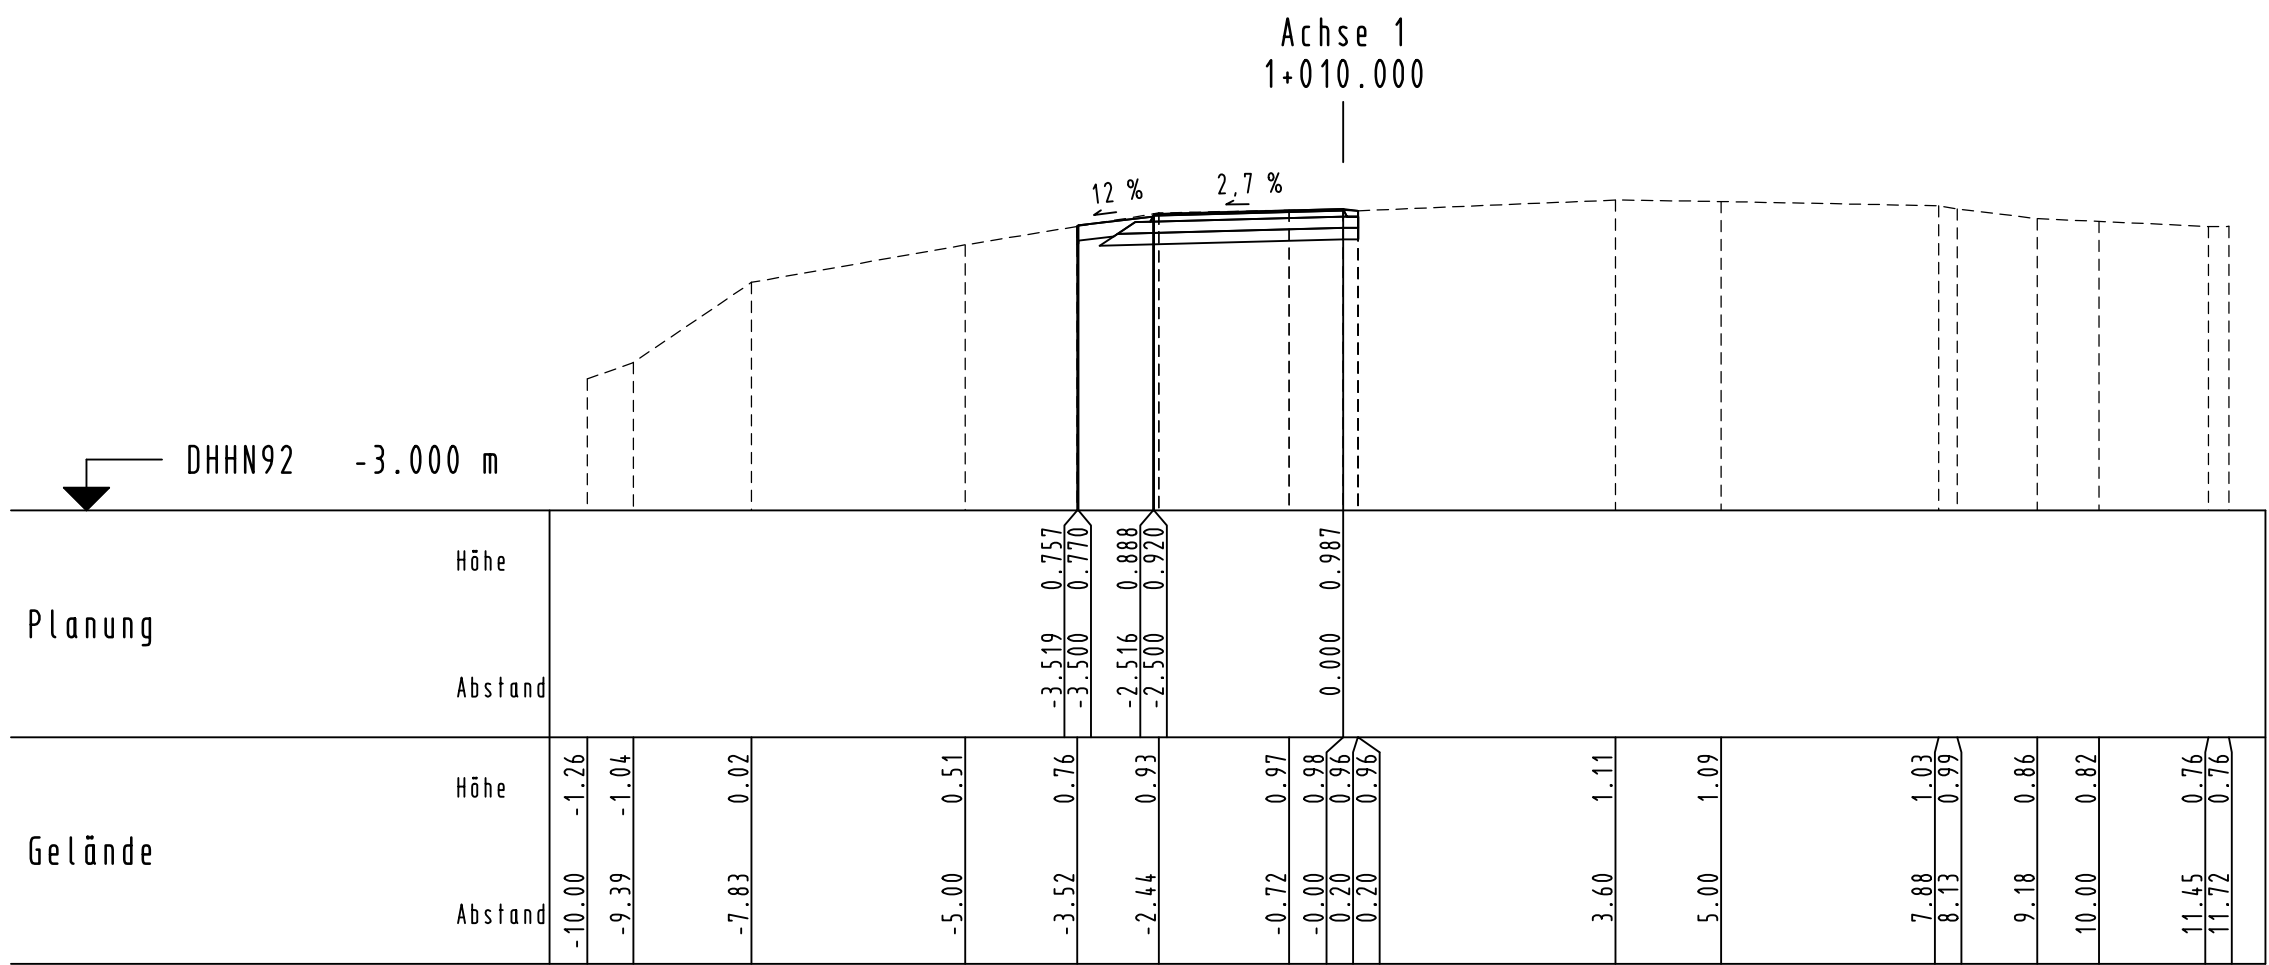 Achse 1
1+010.000
12 %
2,7 %
DHHN92 -3.000 m
Planung
Höhe
0.757 0.770 0.888 0.920 0.987
Abstand
-3.519 -3.500 -2.516 -2.500 0.000
Gelände
Höhe
-1.26 -1.04 0.02 0.51 0.76 0.93 0.97 0.98 0.96 0.96 1.11 1.09 1.03 0.99 0.86 0.82 0.76 0.76
Abstand
-10.00 -9.39 -7.83 -5.00 -3.52 -2.44 -0.72 -0.00 0.20 0.20 3.60 5.00 7.88 8.13 9.18 10.00 11.45 11.72